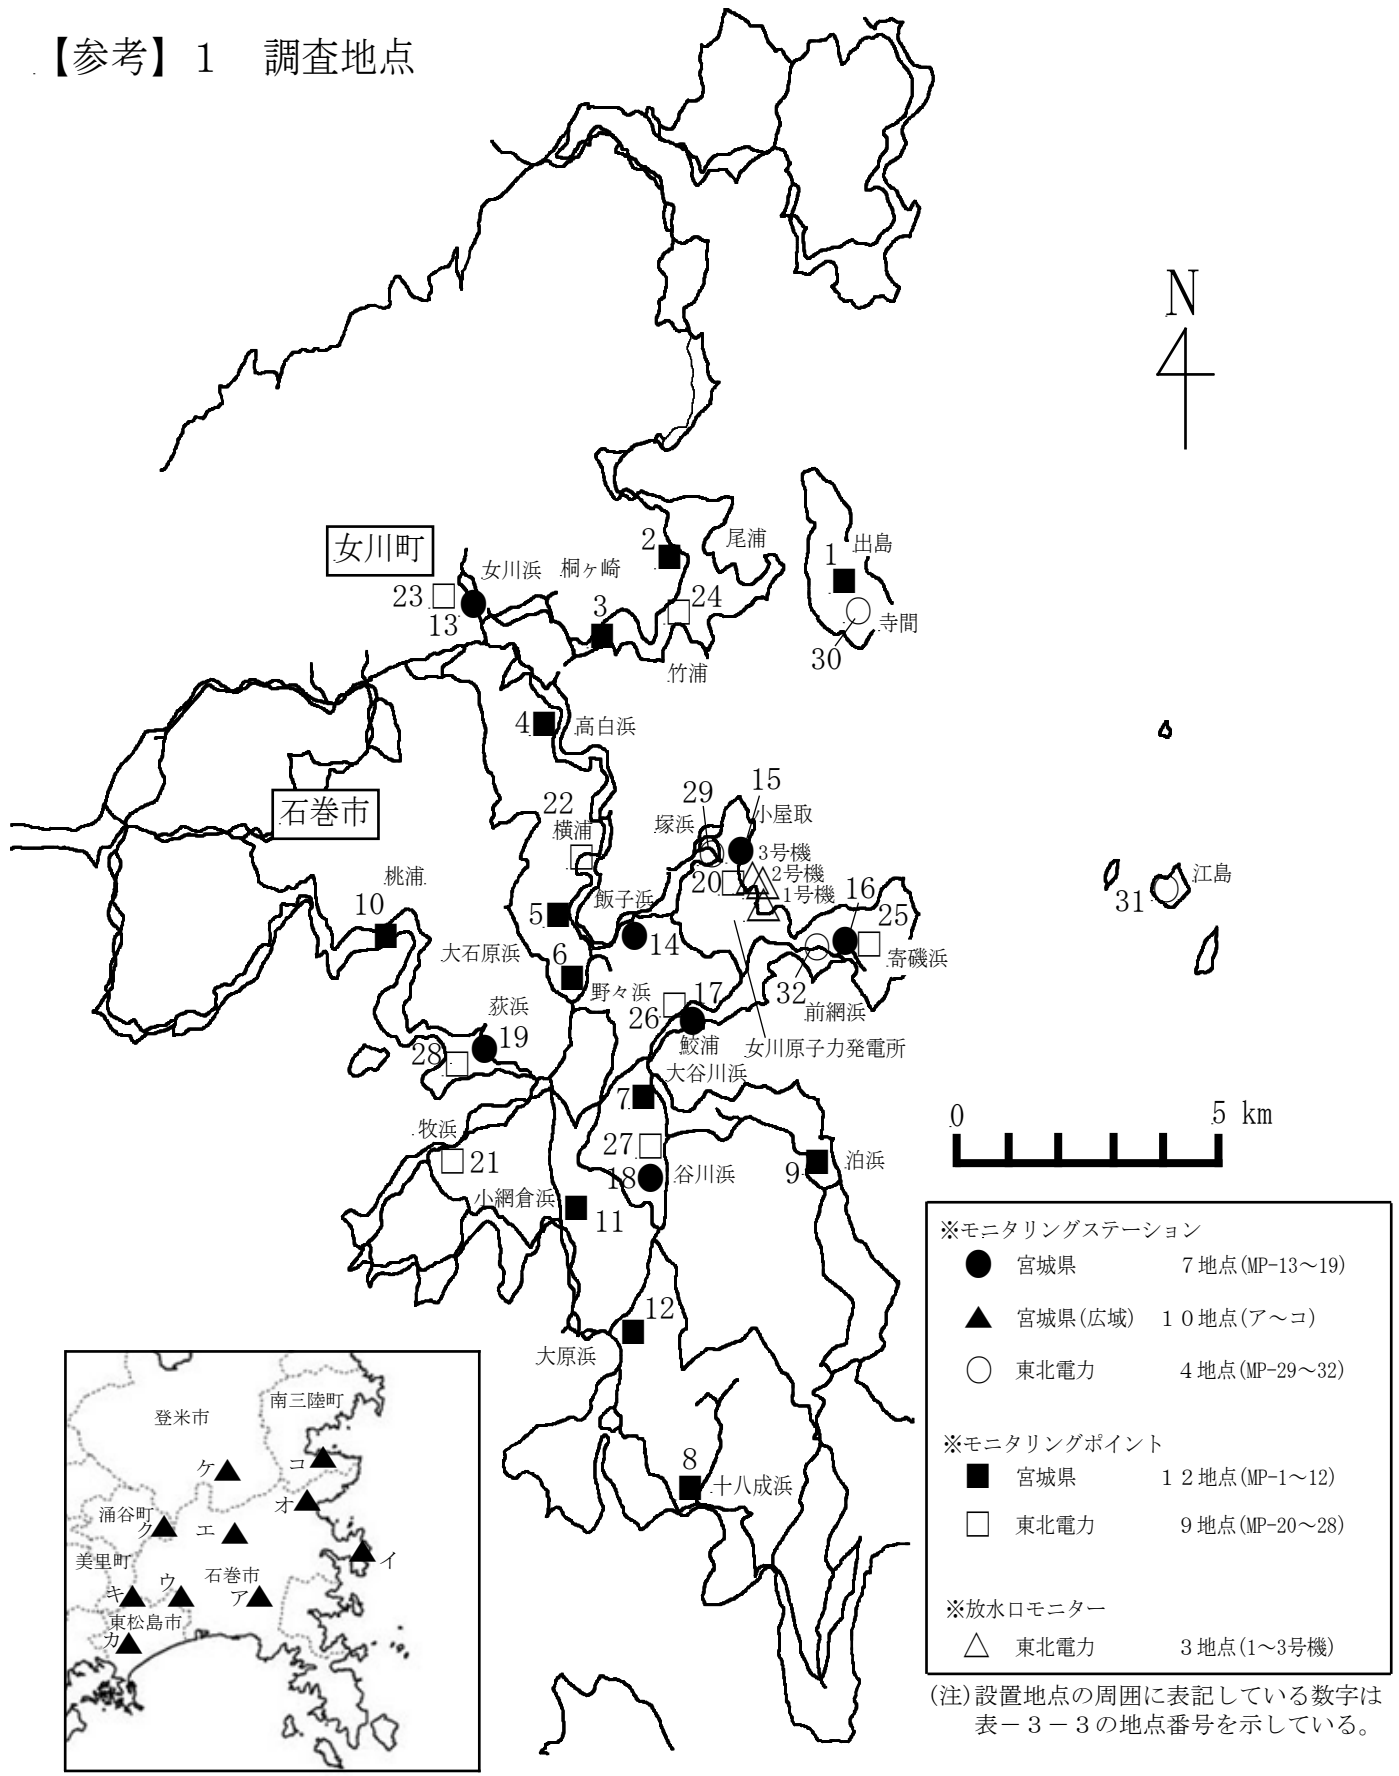 【参考】１　調査地点
N
尾浦
2
出島
1
女川町
女川浜
桐ヶ崎
23
24
3
13
寺間
30
竹浦
4
高白浜
15
29
22
小屋取
石巻市
塚浜
横浦
3号機
2号機
20
1号機
桃浦
江島
16
31
飯子浜
10
25
5
14
大石原浜
6
寄磯浜
野々浜
17
32
荻浜
前網浜
26
19
鮫浦
女川原子力発電所
28
大谷川浜
7
0
5 km
牧浜
27
21
9
泊浜
18
谷川浜
小網倉浜
11
12
大原浜
8
十八成浜
南三陸町
登米市
コ
ケ
オ
涌谷町
ク
エ
イ
美里町
石巻市
キ
ウ
ア
東松島市
カ
※モニタリングステーション
宮城県　７地点(MP-13～19)
宮城県(広域)　１０地点(ア～コ)
東北電力　４地点(MP-29～32)
※モニタリングポイント
宮城県　１２地点(MP-1～12)
東北電力　９地点(MP-20～28)
※放水口モニター
東北電力　３地点(1～3号機)
(注)設置地点の周囲に表記している数字は
表－３－３の地点番号を示している。